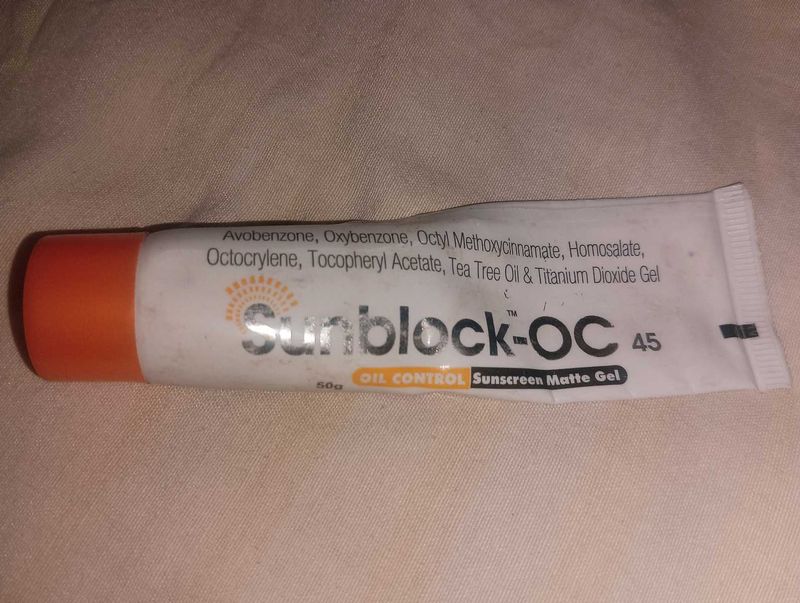 Avobenzone, Oxybenzone, Octyl Methoxycinnamate, Homosalate,
Octocrylene, Tocopheryl Acetate, Tea Tree Oil & Titanium Dioxide Gel
Sunblock™-OC 45
50g OIL CONTROL Sunscreen Matte Gel